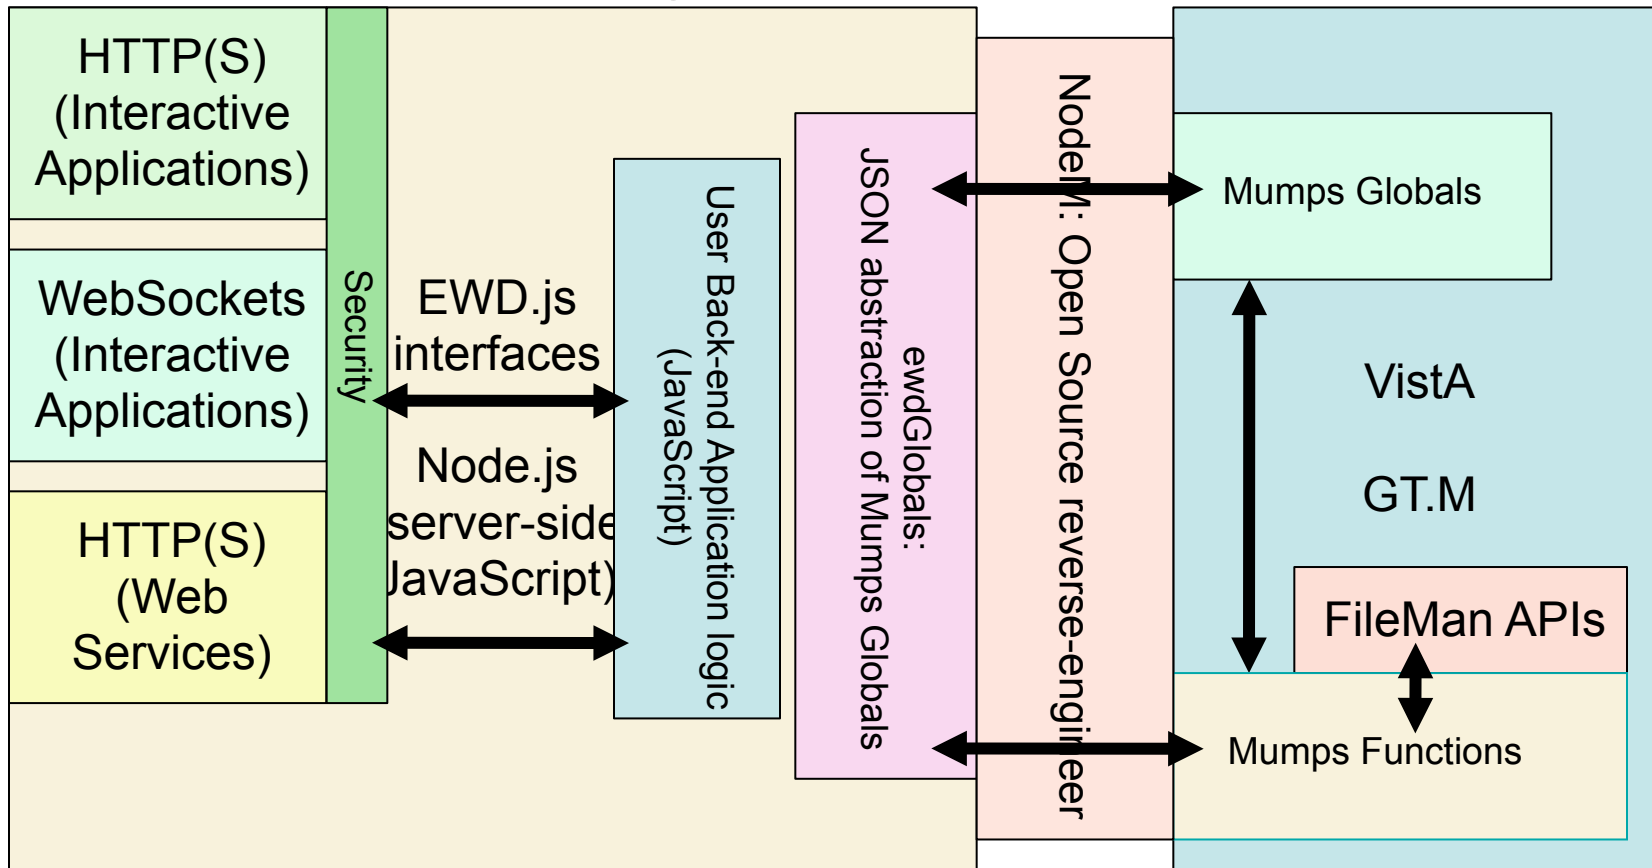 HTTP(S)
(Interactive
Applications)
WebSockets
(Interactive
Applications)
HTTP(S)
(Web
Services)
Security
EWD.js
interfaces
Node.js
server-side
JavaScript)
User Back-end Application logic
(JavaScript)
ewdGlobals:
JSON abstraction of Mumps Globals
NodeM: Open Source reverse-engineer
Mumps Globals
VistA
GT.M
FileMan APIs
Mumps Functions